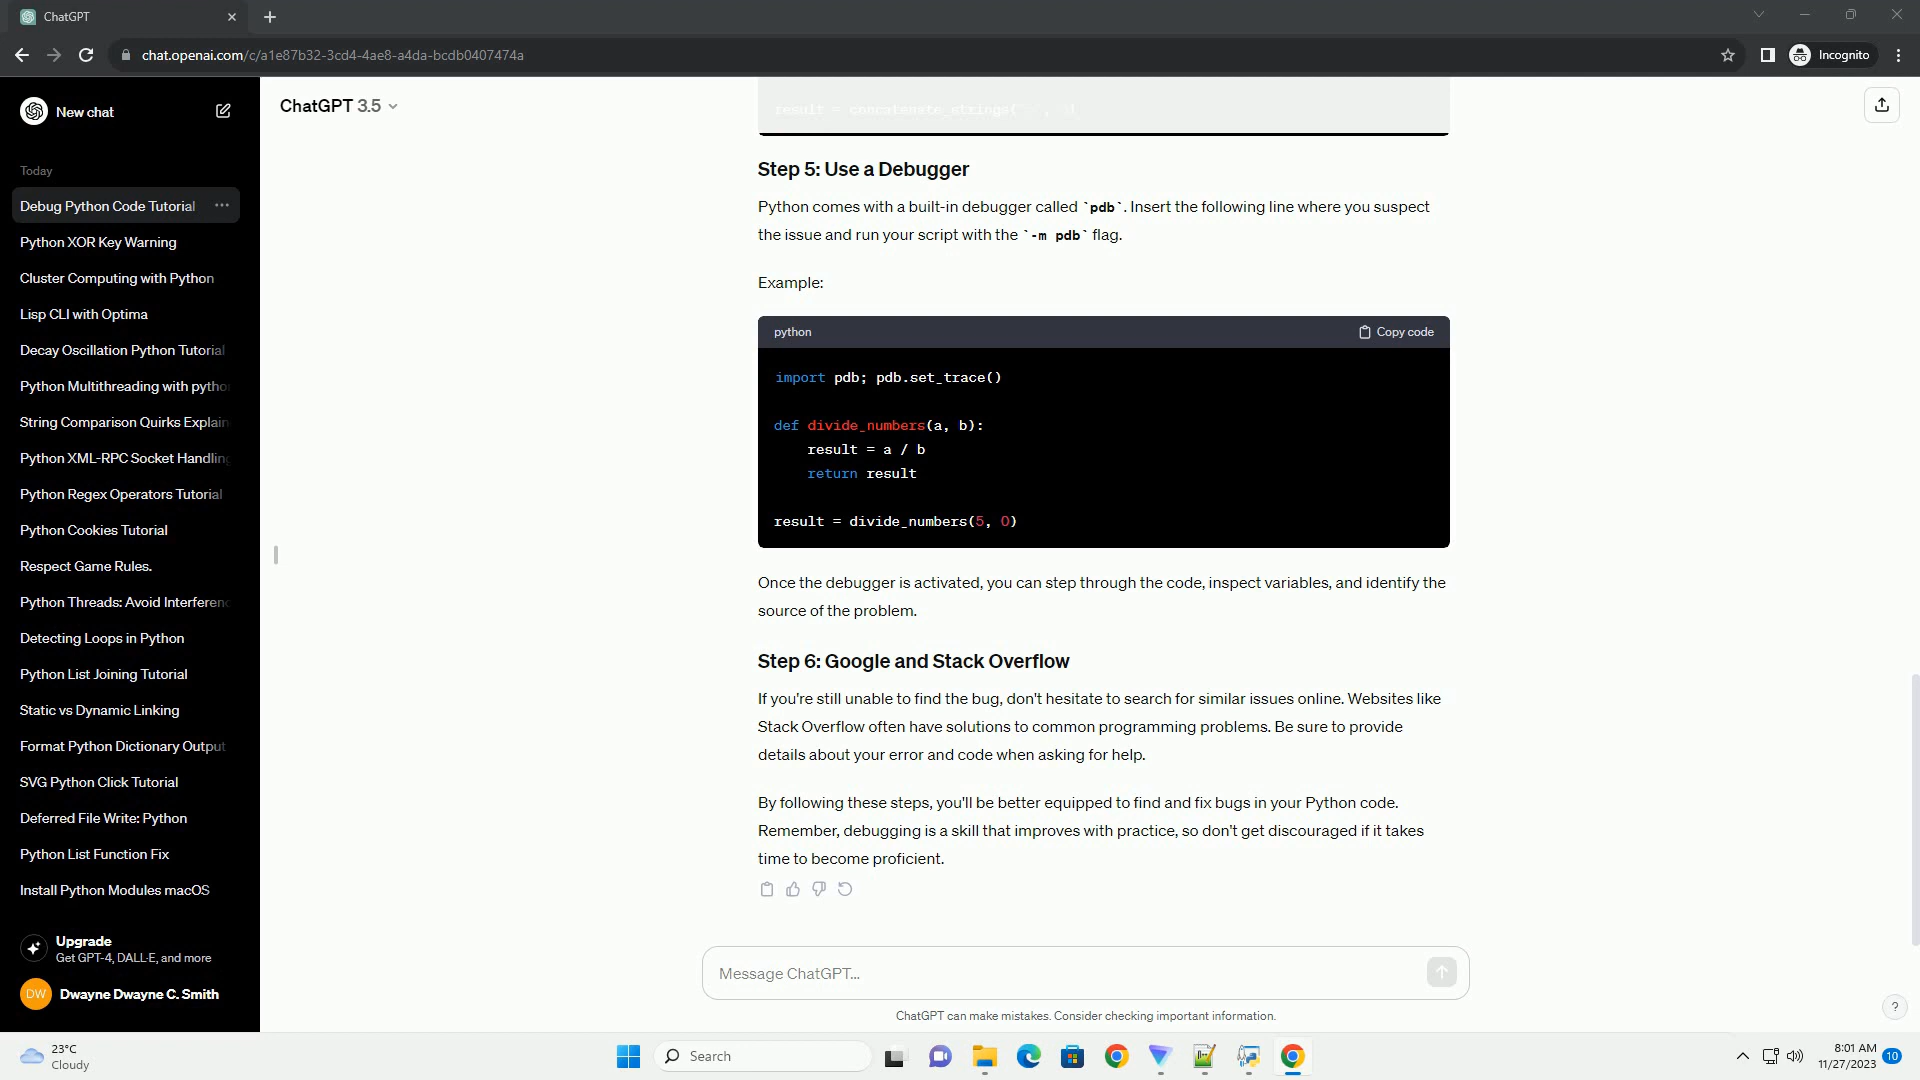 ChatGPT
chat.openai.com/c/a1e87b32-3cd4-4ae8-a4da-bcdb0407474a
Incognito
New chat
Today
Debug Python Code Tutorial
Python XOR Key Warning
Cluster Computing with Python
Lisp CLI with Optima
Decay Oscillation Python Tutorial
Python Multithreading with pytho
String Comparison Quirks Explain
Python XML-RPC Socket Handling
Python Regex Operators Tutorial
Python Cookies Tutorial
Respect Game Rules.
Python Threads: Avoid Interferenc
Detecting Loops in Python
Python List Joining Tutorial
Static vs Dynamic Linking
Format Python Dictionary Output
SVG Python Click Tutorial
Deferred File Write: Python
Python List Function Fix
Install Python Modules macOS
Upgrade
Get GPT-4, DALL·E, and more
DW
Dwayne Dwayne C. Smith
ChatGPT 3.5
result = concatenate_strings(
Step 5: Use a Debugger
Python comes with a built-in debugger called `pdb`. Insert the following line where you suspect
the issue and run your script with the `-m pdb` flag.
Example:
python
Copy code
import pdb; pdb.set_trace()
def divide_numbers(a, b):
result = a / b
return result
result = divide_numbers(5, 0)
Once the debugger is activated, you can step through the code, inspect variables, and identify the
source of the problem.
Step 6: Google and Stack Overflow
If you're still unable to find the bug, don't hesitate to search for similar issues online. Websites like
Stack Overflow often have solutions to common programming problems. Be sure to provide
details about your error and code when asking for help.
By following these steps, you'll be better equipped to find and fix bugs in your Python code.
Remember, debugging is a skill that improves with practice, so don't get discouraged if it takes
time to become proficient.
Message ChatGPT...
ChatGPT can make mistakes. Consider checking important information.
?
23°C
Cloudy
Search
8:01 AM
11/27/2023
10